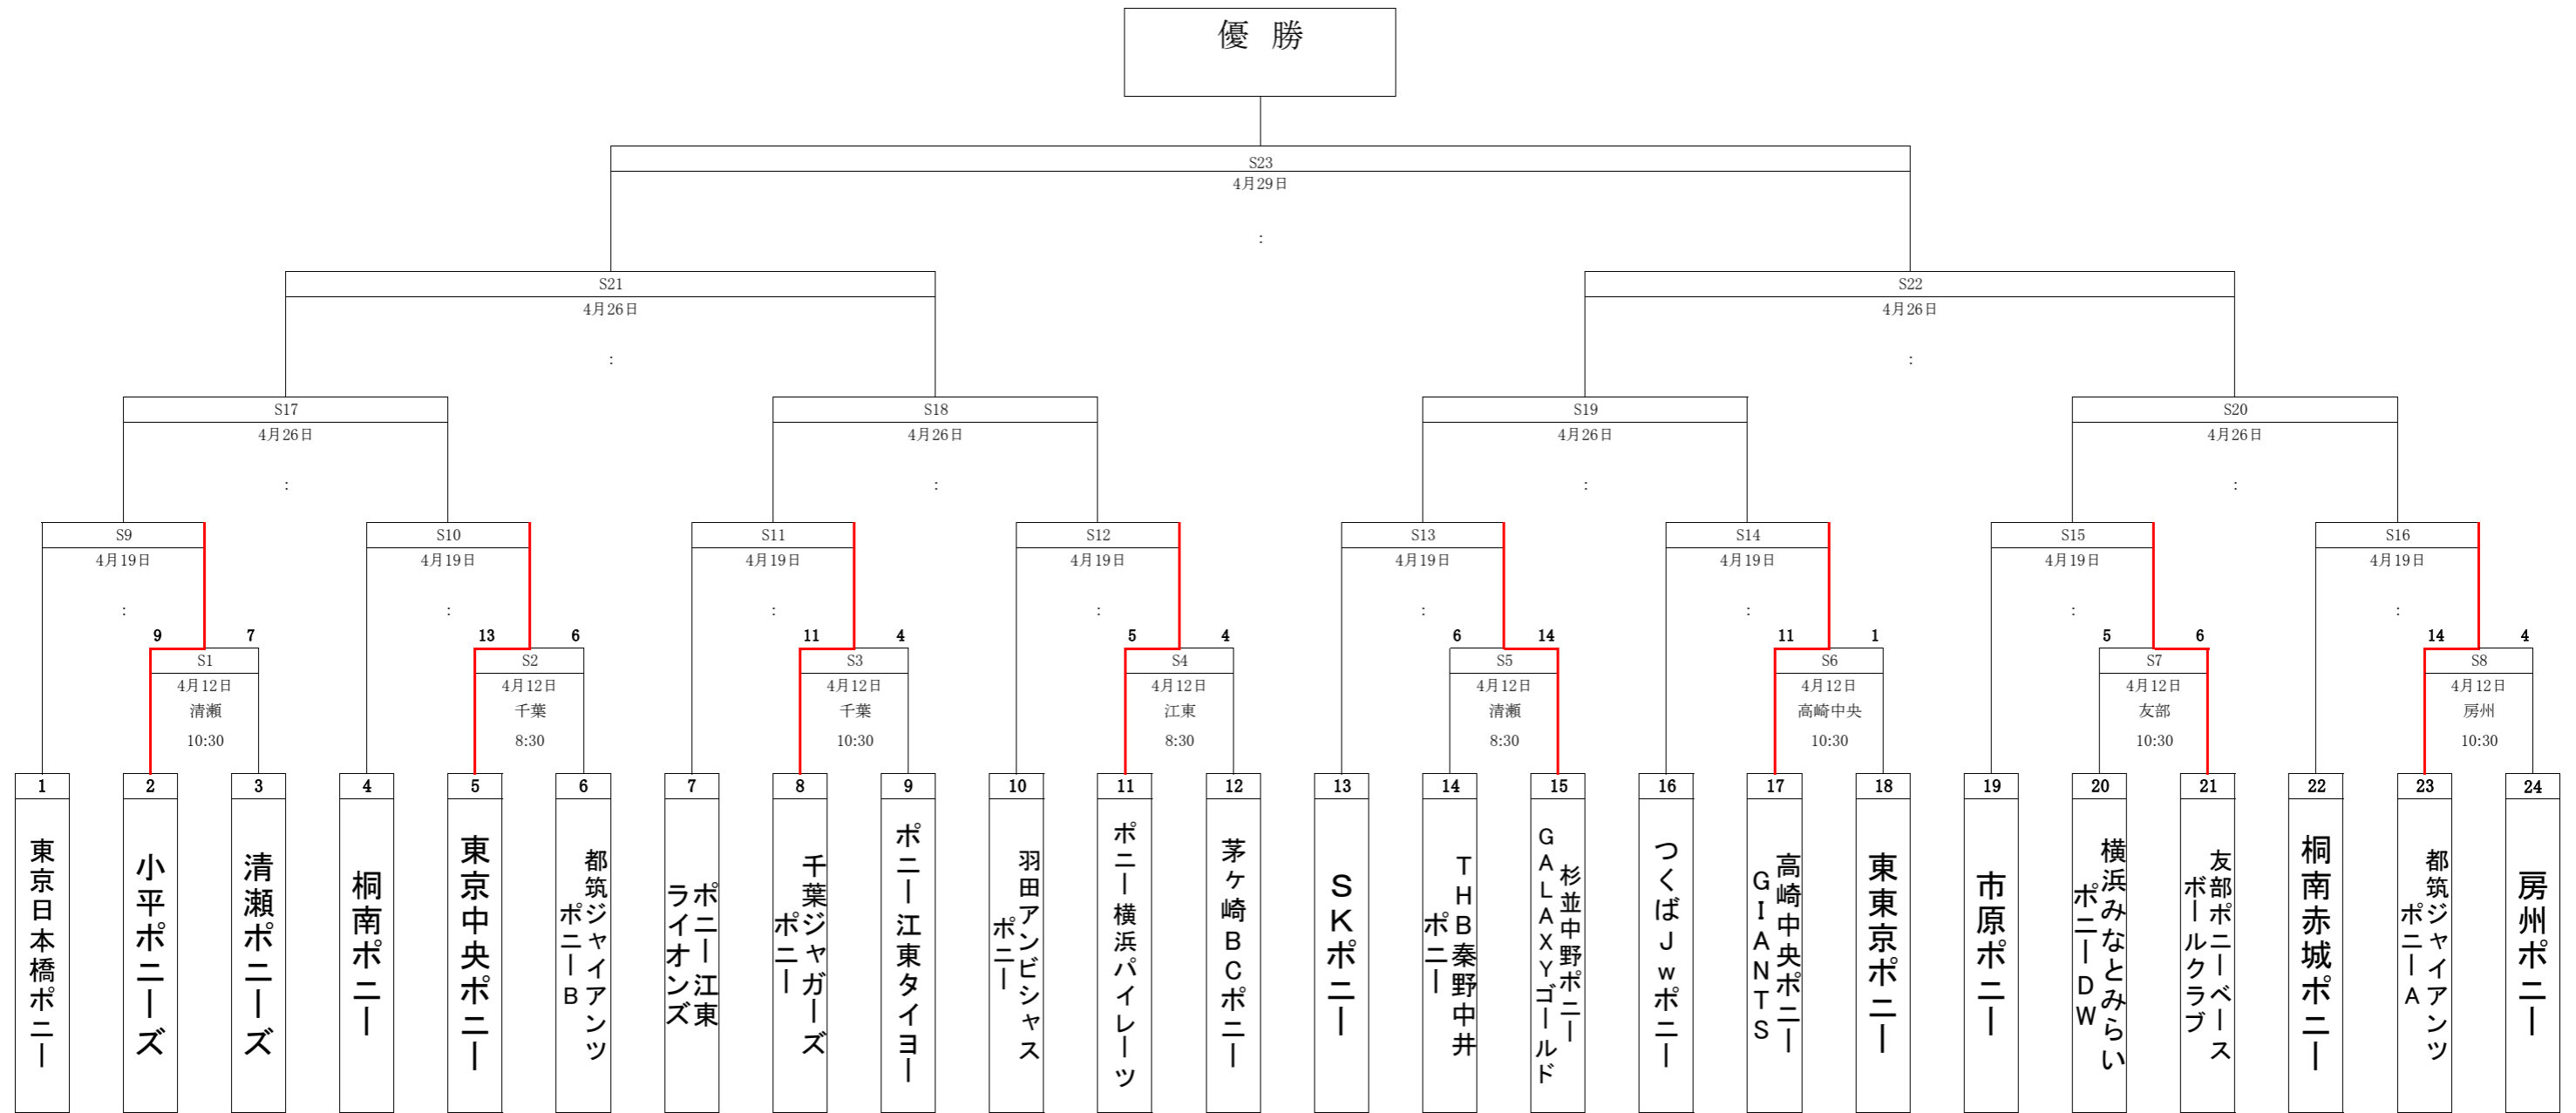 優 勝
S23
4月29日
:
S21
S22
4月26日
4月26日
:
:
S17
S18
S19
S20
4月26日
4月26日
4月26日
4月26日
:
:
:
:
S9
S10
S11
S12
S13
S14
S15
S16
4月19日
4月19日
4月19日
4月19日
4月19日
4月19日
4月19日
4月19日
:
:
:
:
:
:
:
:
9 7
13 6
11 4
5 4
6 14
11 1
5 6
14 4
S1
S2
S3
S4
S5
S6
S7
S8
4月12日
4月12日
4月12日
4月12日
4月12日
4月12日
4月12日
4月12日
清瀬
千葉
千葉
江東
清瀬
高崎中央
友部
房州
10:30
8:30
10:30
8:30
8:30
10:30
10:30
10:30
1
2
3
4
5
6
7
8
9
10
11
12
13
14
15
16
17
18
19
20
21
22
23
24
東京日本橋ポニー
小平ポニーズ
清瀬ポニーズ
桐南ポニー
東京中央ポニー
都筑ジャイアンツ
ポニーB
ポニー江東
ライオンズ
千葉ジャガーズ
ポニー
ポニー江東タイヨー
羽田アンビシャス
ポニー
ポニー横浜パイレーツ
茅ヶ崎BCポニー
SKポニー
THB秦野中井
ポニー
杉並中野ポニー
GALAXYゴールド
つくばJwポニー
高崎中央ポニー
GIANTS
東東京ポニー
市原ポニー
横浜みなとみらい
ポニーDW
友部ポニーベース
ボールクラブ
桐南赤城ポニー
都筑ジャイアンツ
ポニーA
房州ポニー